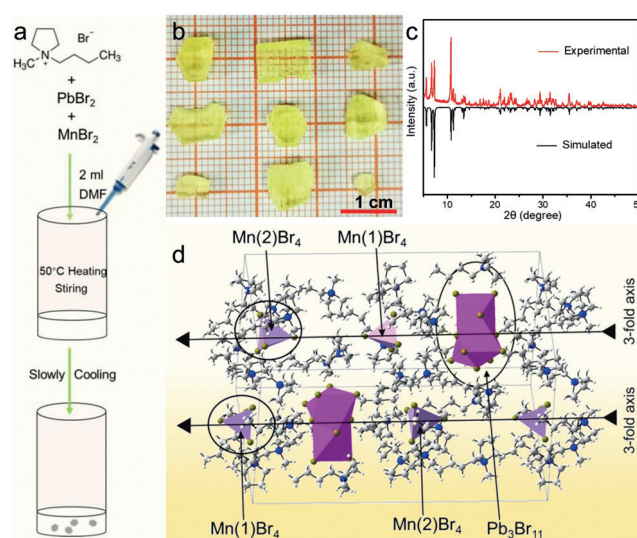 a
Br⁻
N
+
H₃C
CH₃
+
PbBr₂
+
MnBr₂
2 ml
DMF
50°C Heating
Stiring
Slowly Cooling
b
1 cm
c
Intensity (a.u.)
Experimental
Simulated
5 10 20 30 40 50
2Θ (degree)
d
Mn(2)Br₄
Mn(1)Br₄
3-fold axis
3-fold axis
Mn(1)Br₄
Mn(2)Br₄
Pb₃Br₁₁